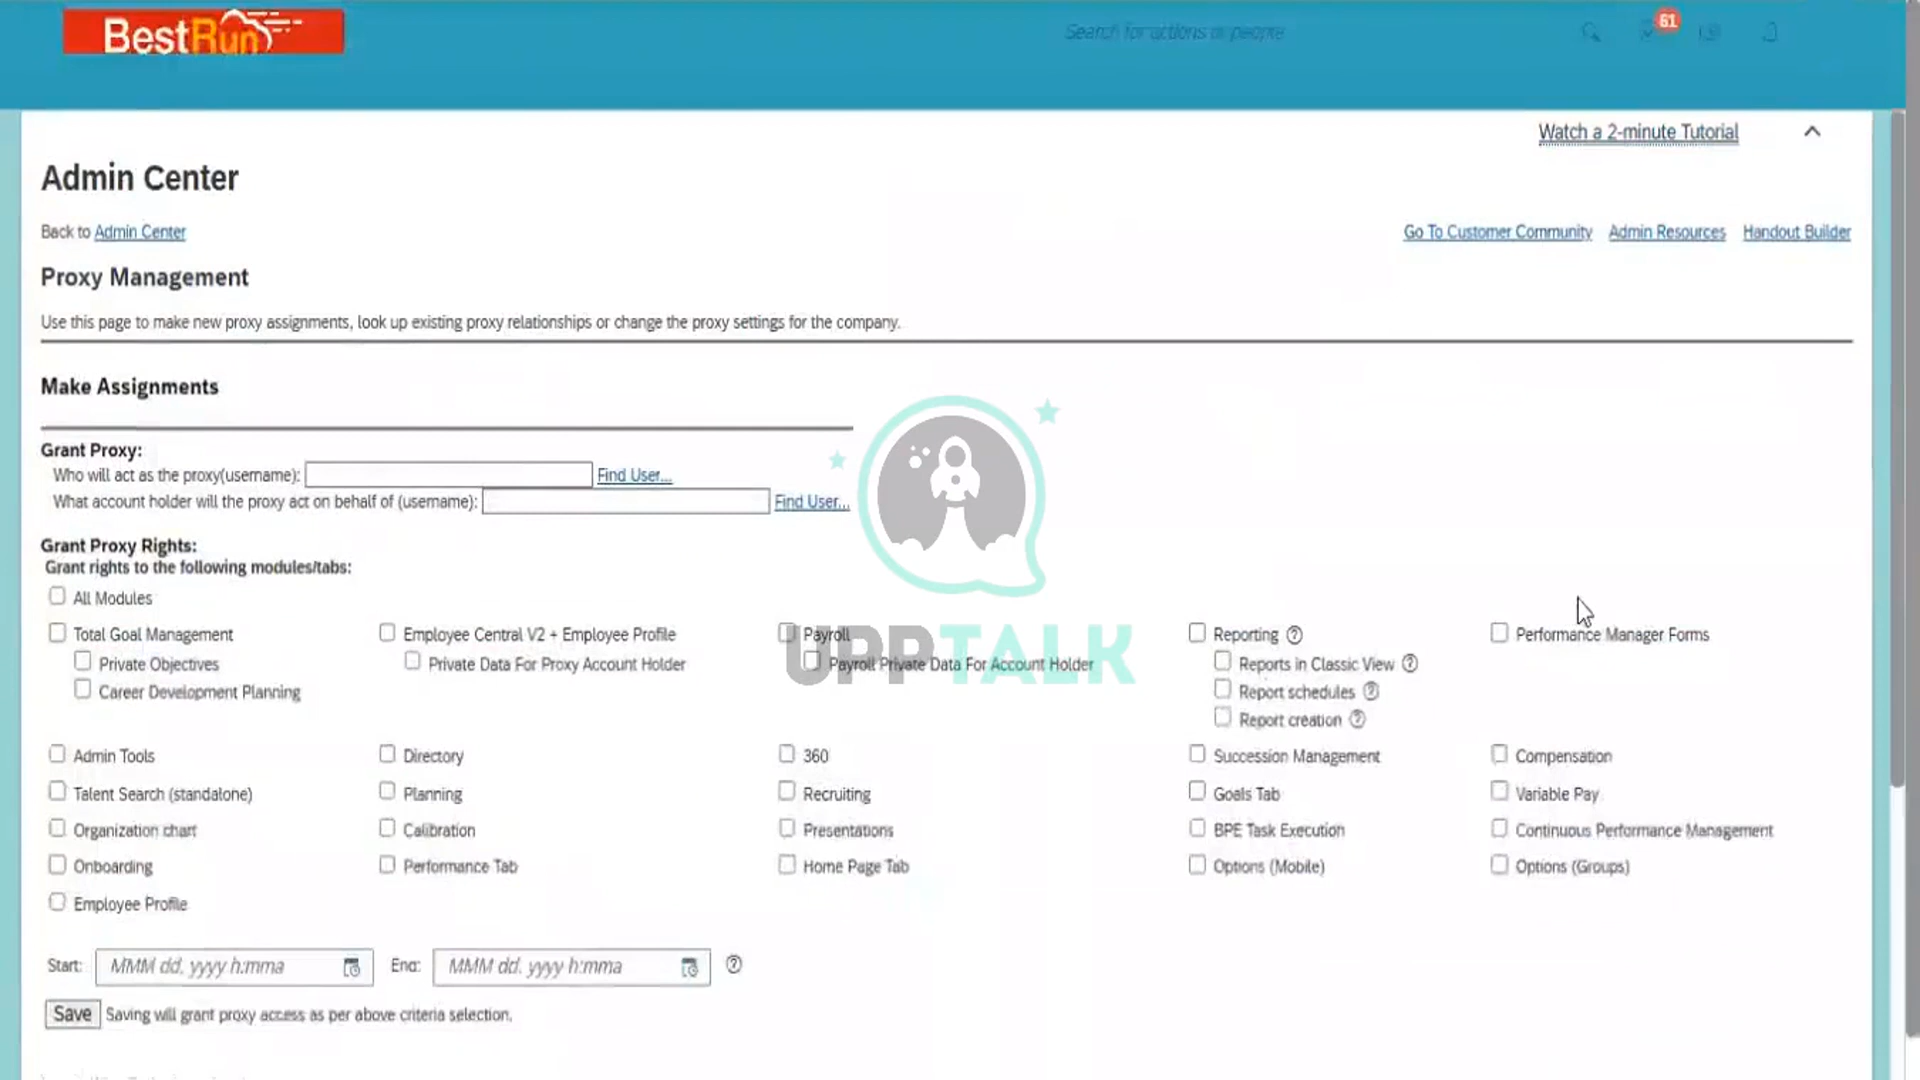 BestRun
Search for actions or people
61
Watch a 2-minute Tutorial
Admin Center
Back to Admin Center
Go To Customer Community Admin Resources Handout Builder
Proxy Management
Use this page to make new proxy assignments, look up existing proxy relationships or change the proxy settings for the company.
Make Assignments
Grant Proxy:
Who will act as the proxy(username): Find User...
What account holder will the proxy act on behalf of (username): Find User...
Grant Proxy Rights:
Grant rights to the following modules/tabs:
All Modules
Total Goal Management Employee Central V2 + Employee Profile Payroll Reporting Performance Manager Forms
Private Objectives Private Data For Proxy Account Holder Payroll Private Data For Account Holder Reports in Classic View
UPPTALK
Career Development Planning Report schedules
Report creation
Admin Tools Directory 360 Succession Management Compensation
Talent Search (standalone) Planning Recruiting Goals Tab Variable Pay
Organization chart Calibration Presentations BPE Task Execution Continuous Performance Management
Onboarding Performance Tab Home Page Tab Options (Mobile) Options (Groups)
Employee Profile
Start: MMM dd, yyyy h:mma End: MMM dd, yyyy h:mma
Save Saving will grant proxy access as per above criteria selection.